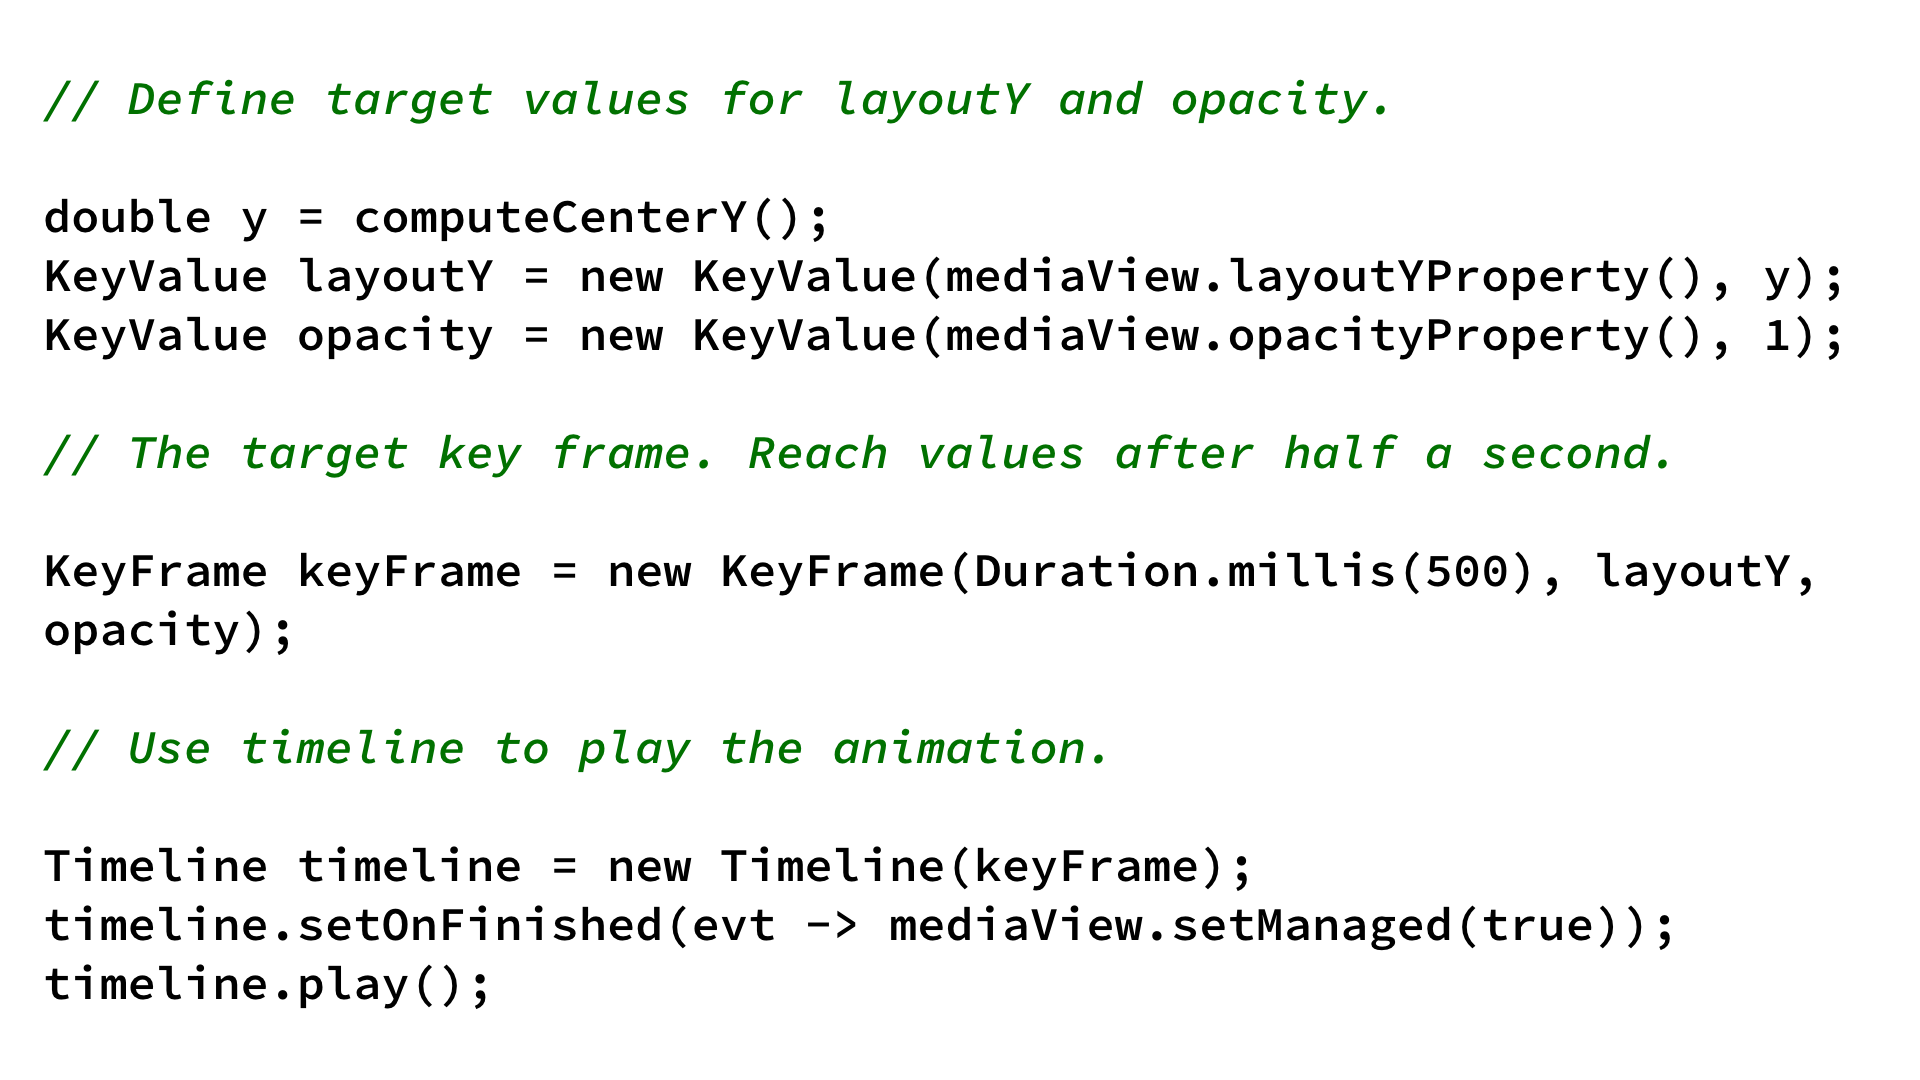 // Define target values for layoutY and opacity.
double y = computeCenterY();
KeyValue layoutY = new KeyValue(mediaView.layoutYProperty(), y);
KeyValue opacity = new KeyValue(mediaView.opacityProperty(), 1);
// The target key frame. Reach values after half a second.
KeyFrame keyFrame = new KeyFrame(Duration.millis(500), layoutY,
opacity);
// Use timeline to play the animation.
Timeline timeline = new Timeline(keyFrame);
timeline.setOnFinished(evt -> mediaView.setManaged(true));
timeline.play();